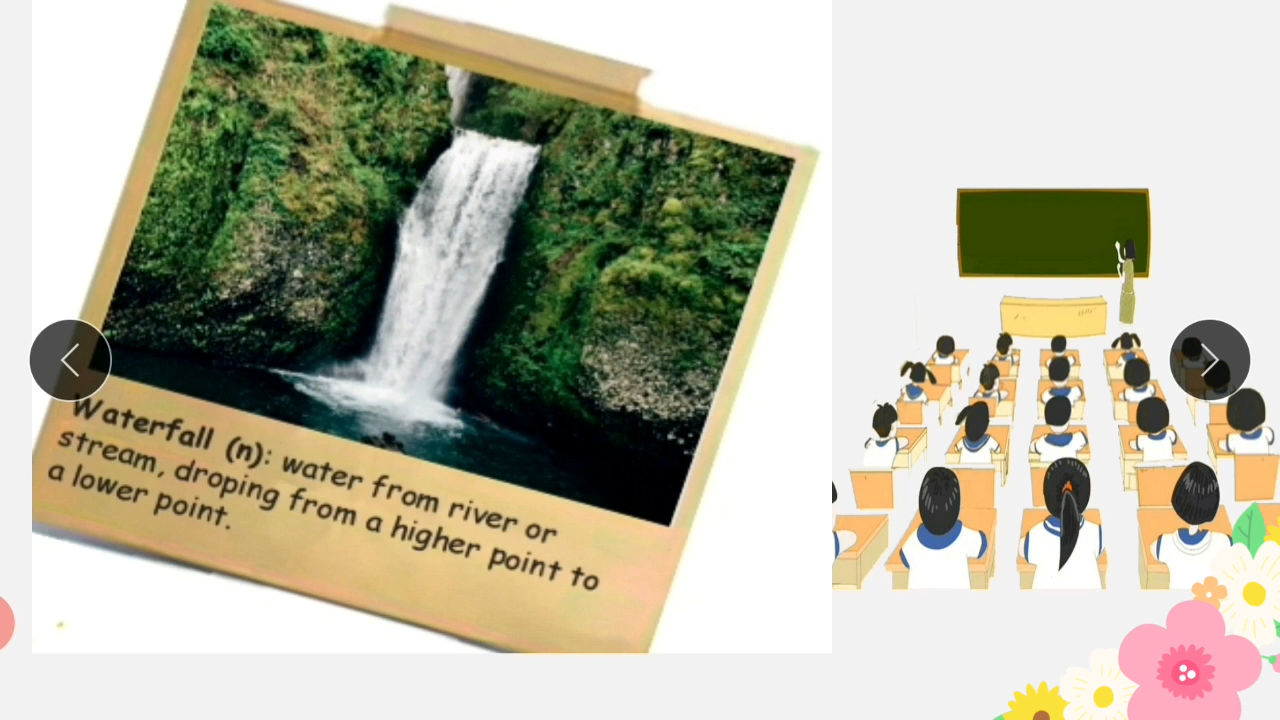 Waterfall (n): water from river or
stream, droping from a higher point to
a lower point.